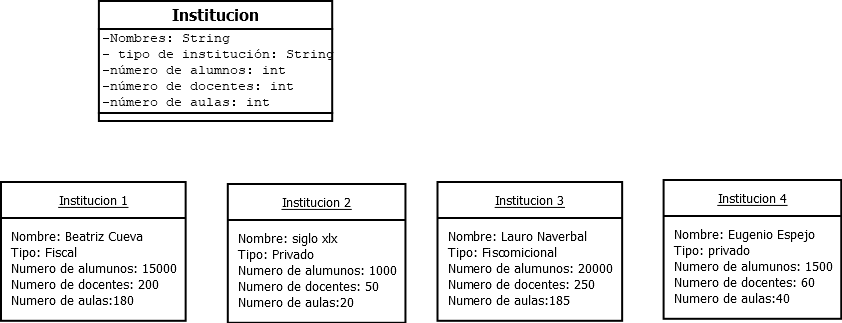 Institucion
-Nombres: String
- tipo de institución: String
-número de alumnos: int
-número de docentes: int
-número de aulas: int
Institucion 1
Nombre: Beatriz Cueva
Tipo: Fiscal
Numero de alumunos: 15000
Numero de docentes: 200
Numero de aulas:180
Institucion 2
Nombre: siglo xlx
Tipo: Privado
Numero de alumunos: 1000
Numero de docentes: 50
Numero de aulas:20
Institucion 3
Nombre: Lauro Naverbal
Tipo: Fiscomicional
Numero de alumunos: 20000
Numero de docentes: 250
Numero de aulas:185
Institucion 4
Nombre: Eugenio Espejo
Tipo: privado
Numero de alumunos: 1500
Numero de docentes: 60
Numero de aulas:40